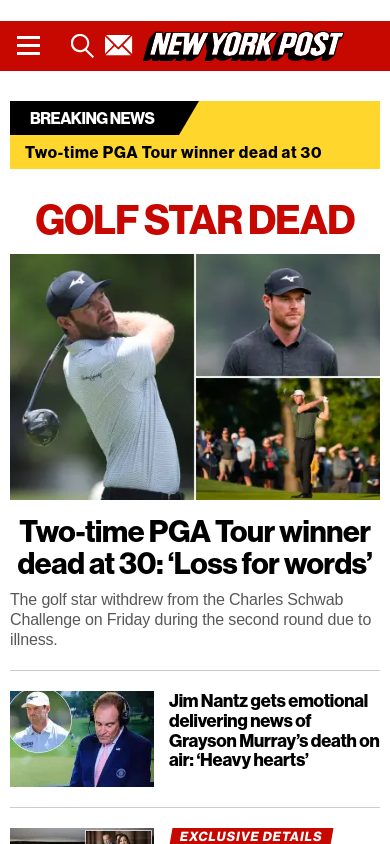 NEW YORK POST
BREAKING NEWS
Two-time PGA Tour winner dead at 30
GOLF STAR DEAD
Two-time PGA Tour winner
dead at 30: ‘Loss for words’
The golf star withdrew from the Charles Schwab
Challenge on Friday during the second round due to
illness.
Jim Nantz gets emotional
delivering news of
Grayson Murray’s death on
air: ‘Heavy hearts’
EXCLUSIVE DETAILS